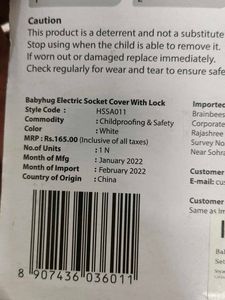 Caution
This product is a deterrent and not a substitute
Stop using when the child is able to remove it.
If worn out or damaged replace immediately.
Check regularly for wear and tear to ensure safe
Babyhug Electric Socket Cover With Lock
Style Code : HSSA011
Commodity : Childproofing & Safety
Color : White
MRP : Rs.165.00 (Inclusive of all taxes)
No.of Units : 1 N
Month of Mfg : January 2022
Month of Import : February 2022
Country of Origin : China
8 907436 036011
Imported
Brainbees
Corporate
Rajashree
Survey No
Near Sohra
Customer
E-mail: cus
Customer
Same as Im